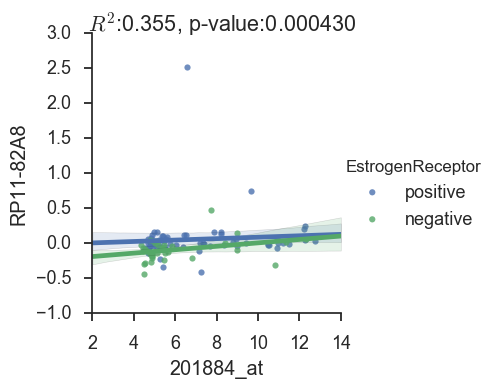 R²:0.355, p-value:0.000430
3.0
2.5
2.0
1.5
1.0
0.5
0.0
−0.5
−1.0
RP11-82A8
2 4 6 8 10 12 14
201884_at
EstrogenReceptor
positive
negative